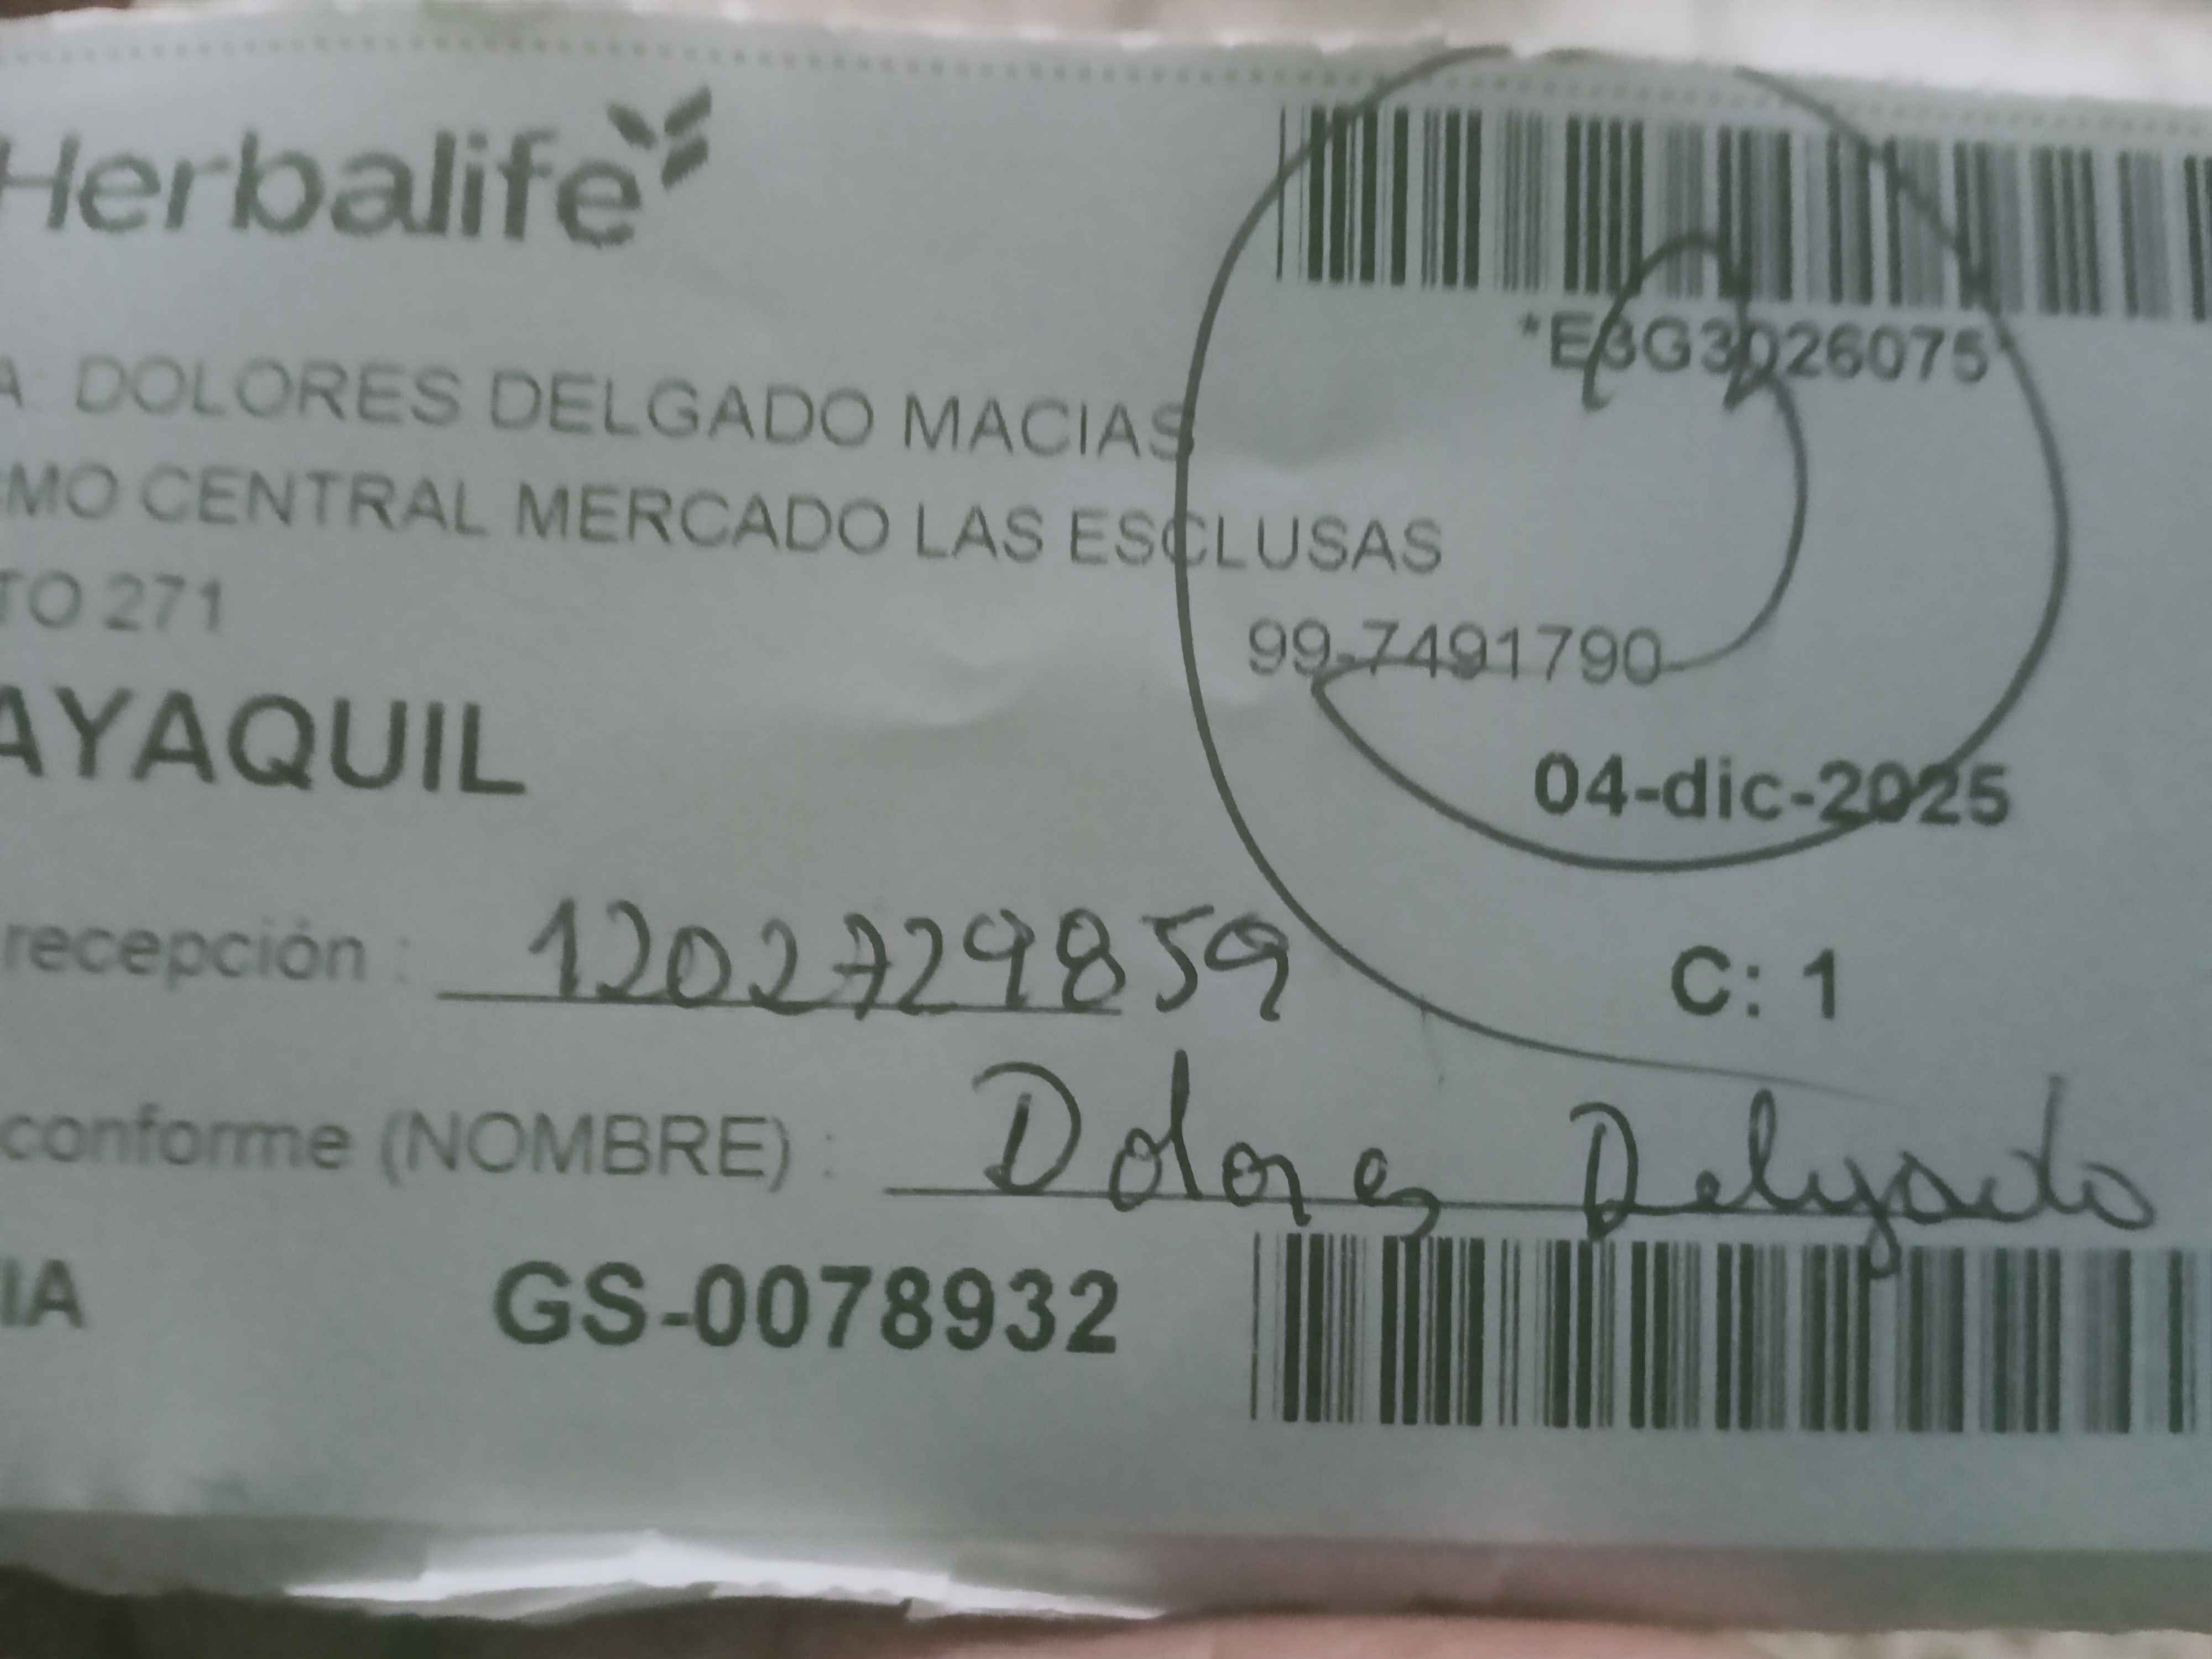 Herbalife
*E3G3026075*
A DOLORES DELGADO MACIAS
MO CENTRAL MERCADO LAS ESCLUSAS
TO 271
99-7491790
AYAQUIL
04-dic-2025
recepción : 1202729859
C: 1
conforme (NOMBRE) : Dolores Delgado
IA GS-0078932